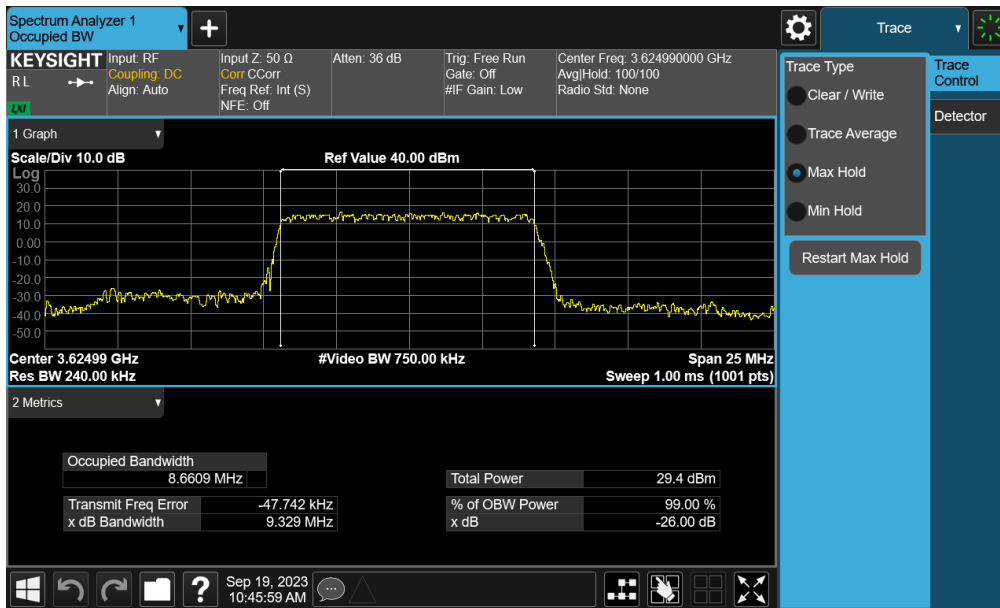 Spectrum Analyzer 1
Occupied BW
+
Trace
KEYSIGHT
R L
LXI
Input: RF
Coupling: DC
Align: Auto
Input Z: 50 Ω
Corr CCorr
Freq Ref: Int (S)
NFE: Off
Atten: 36 dB
Trig: Free Run
Gate: Off
#IF Gain: Low
Center Freq: 3.624990000 GHz
Avg|Hold: 100/100
Radio Std: None
Trace Type
Clear / Write
Trace Average
Max Hold
Min Hold
Restart Max Hold
Trace
Control
Detector
1 Graph
Scale/Div 10.0 dB
Ref Value 40.00 dBm
Log
30.0
20.0
10.0
0.00
-10.0
-20.0
-30.0
-40.0
-50.0
Center 3.62499 GHz
#Video BW 750.00 kHz
Span 25 MHz
Res BW 240.00 kHz
Sweep 1.00 ms (1001 pts)
2 Metrics
Occupied Bandwidth
8.6609 MHz
Total Power 29.4 dBm
Transmit Freq Error -47.742 kHz
% of OBW Power 99.00 %
x dB Bandwidth 9.329 MHz
x dB -26.00 dB
?
Sep 19, 2023
10:45:59 AM